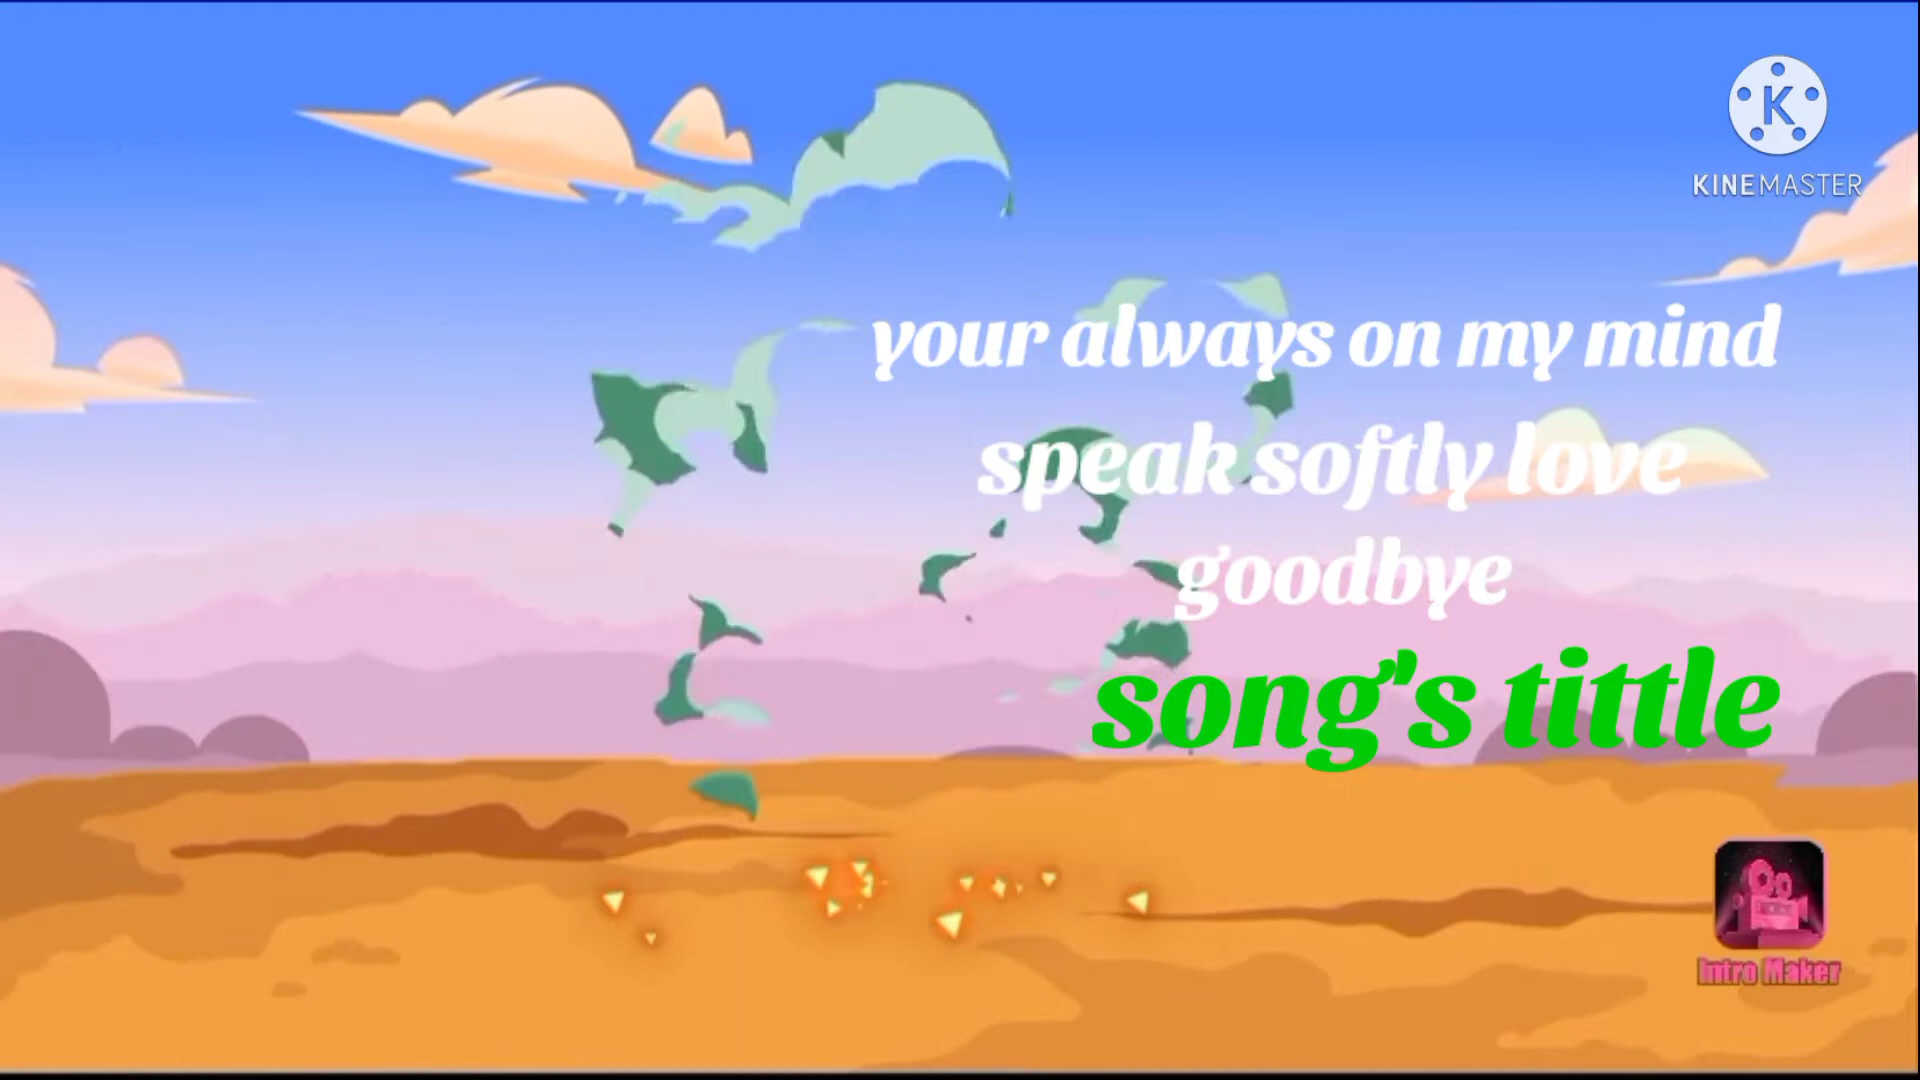 K
KINEMASTER
your always on my mind
speak softly love
goodbye
song's tittle
Intro Maker